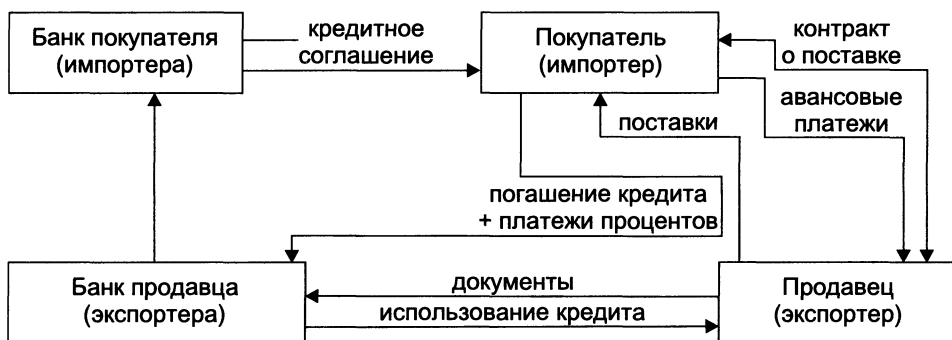 Банк покупателя
(импортера)
кредитное
соглашение
Покупатель
(импортер)
контракт
о поставке
авансовые
платежи
поставки
погашение кредита
+ платежи процентов
Банк продавца
(экспортера)
документы
использование кредита
Продавец
(экспортер)